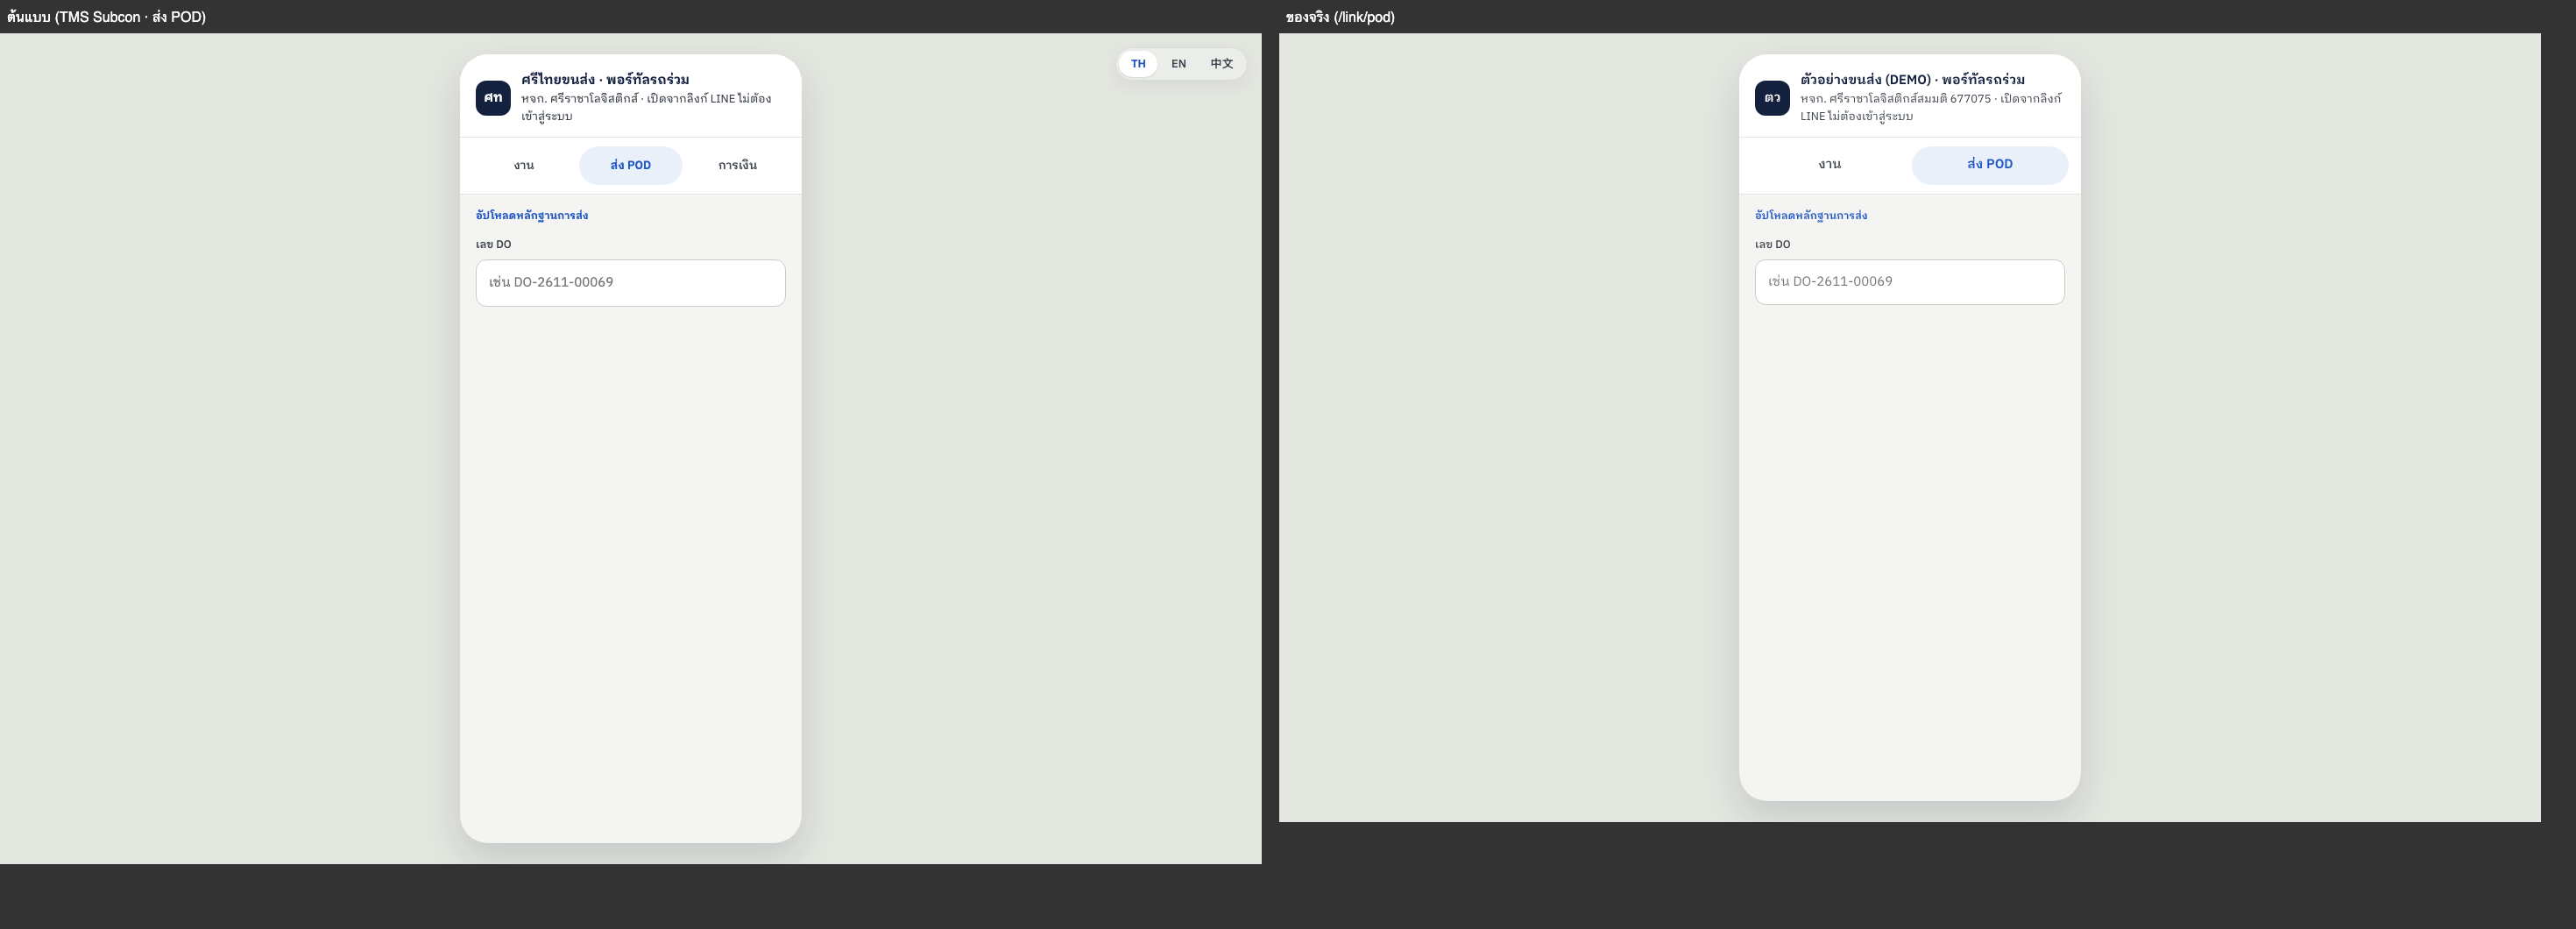 ต้นแบบ (TMS Subcon · ส่ง POD)
ศท
ศรีไทยขนส่ง · พอร์ทัลรถร่วม
หจก. ศรีราชาโลจิสติกส์ · เปิดจากลิงก์ LINE ไม่ต้อง
เข้าสู่ระบบ
TH EN 中文
งาน ส่ง POD การเงิน
อัปโหลดหลักฐานการส่ง
เลข DO
เช่น DO-2611-00069
ของจริง (/link/pod)
ตว
ตัวอย่างขนส่ง (DEMO) · พอร์ทัลรถร่วม
หจก. ศรีราชาโลจิสติกส์สมมติ 677075 · เปิดจากลิงก์
LINE ไม่ต้องเข้าสู่ระบบ
งาน ส่ง POD
อัปโหลดหลักฐานการส่ง
เลข DO
เช่น DO-2611-00069